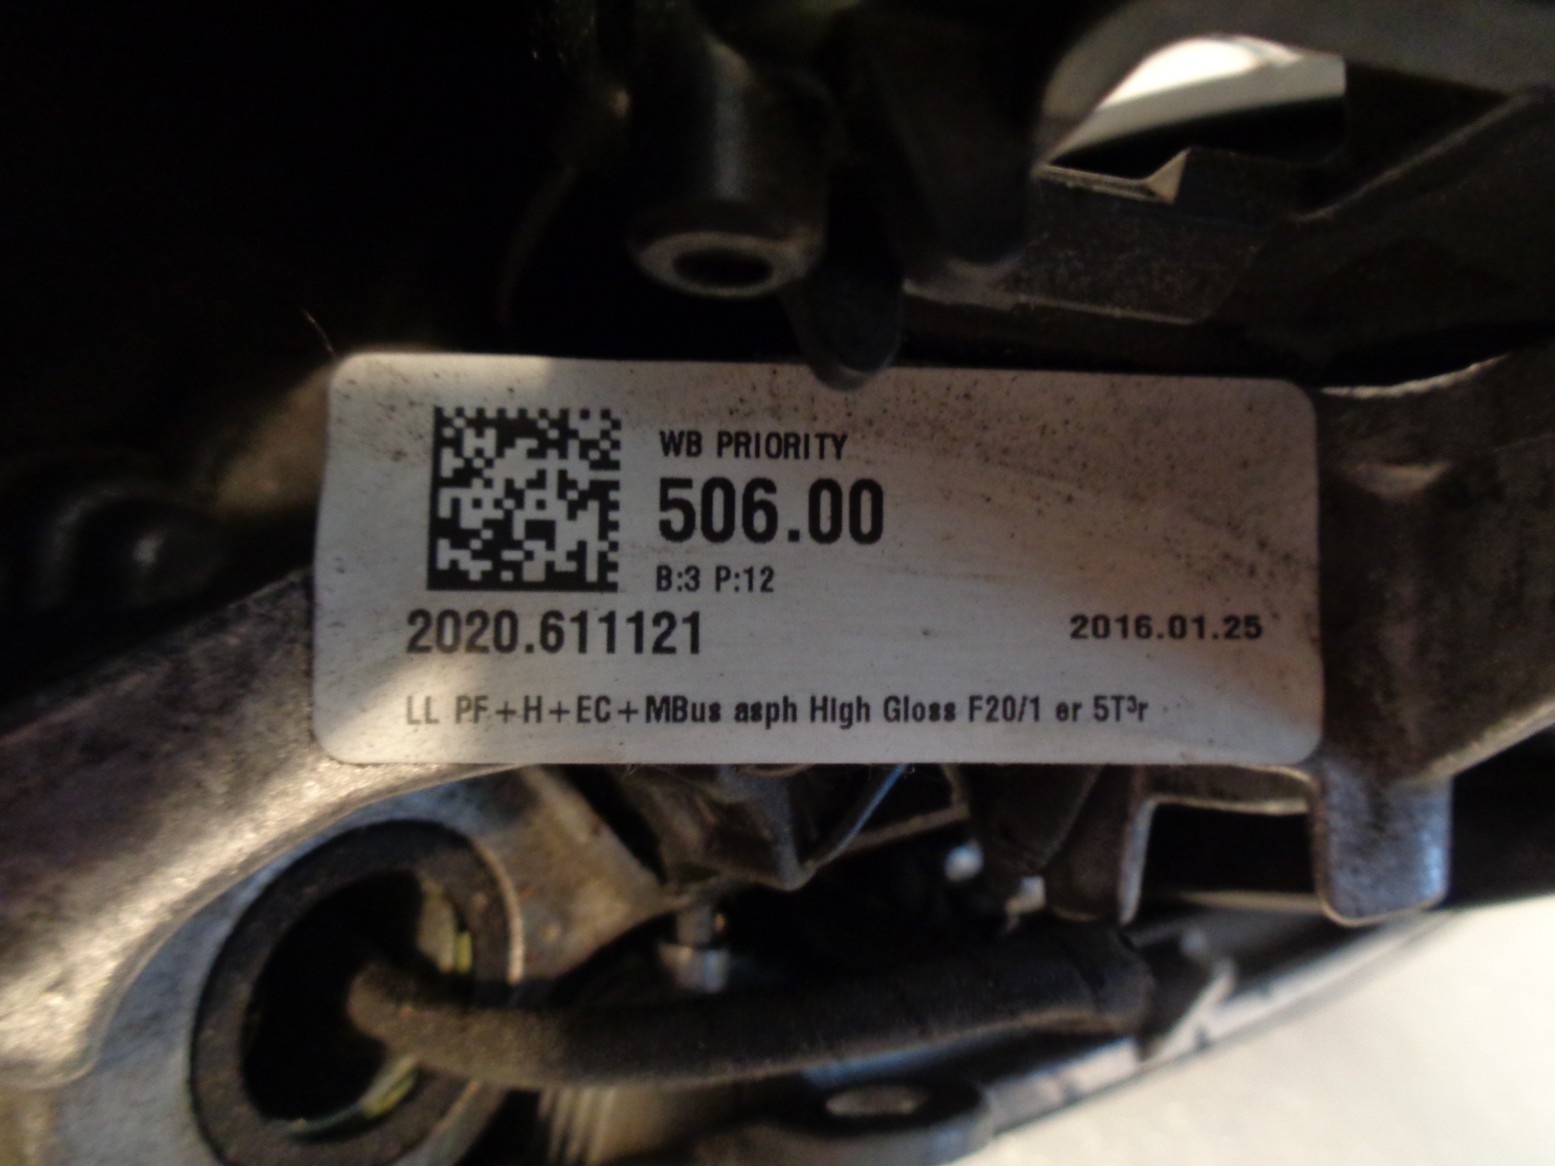 WB PRIORITY
506.00
B:3 P:12
2020.611121
2016.01.25
LL PF+H+EC+MBus asph High Gloss F20/1 er 5T³r